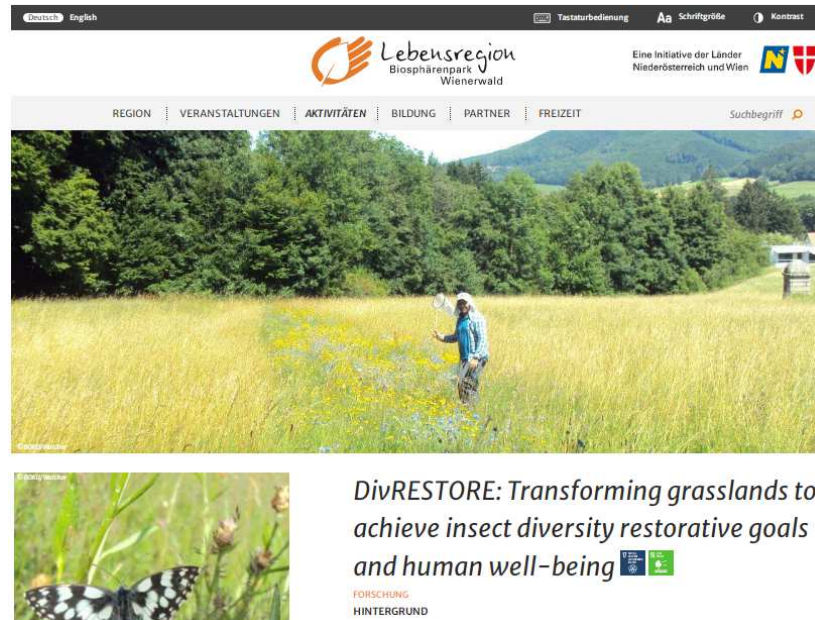 Deutsch English
Tastaturbedienung Aa Schriftgröße Kontrast
Lebensregion
Biosphärenpark
Wienerwald
Eine Initiative der Länder
Niederösterreich und Wien
REGION VERANSTALTUNGEN AKTIVITÄTEN BILDUNG PARTNER FREIZEIT Suchbegriff
DivRESTORE: Transforming grasslands to
achieve insect diversity restorative goals
and human well-being
FORSCHUNG
HINTERGRUND